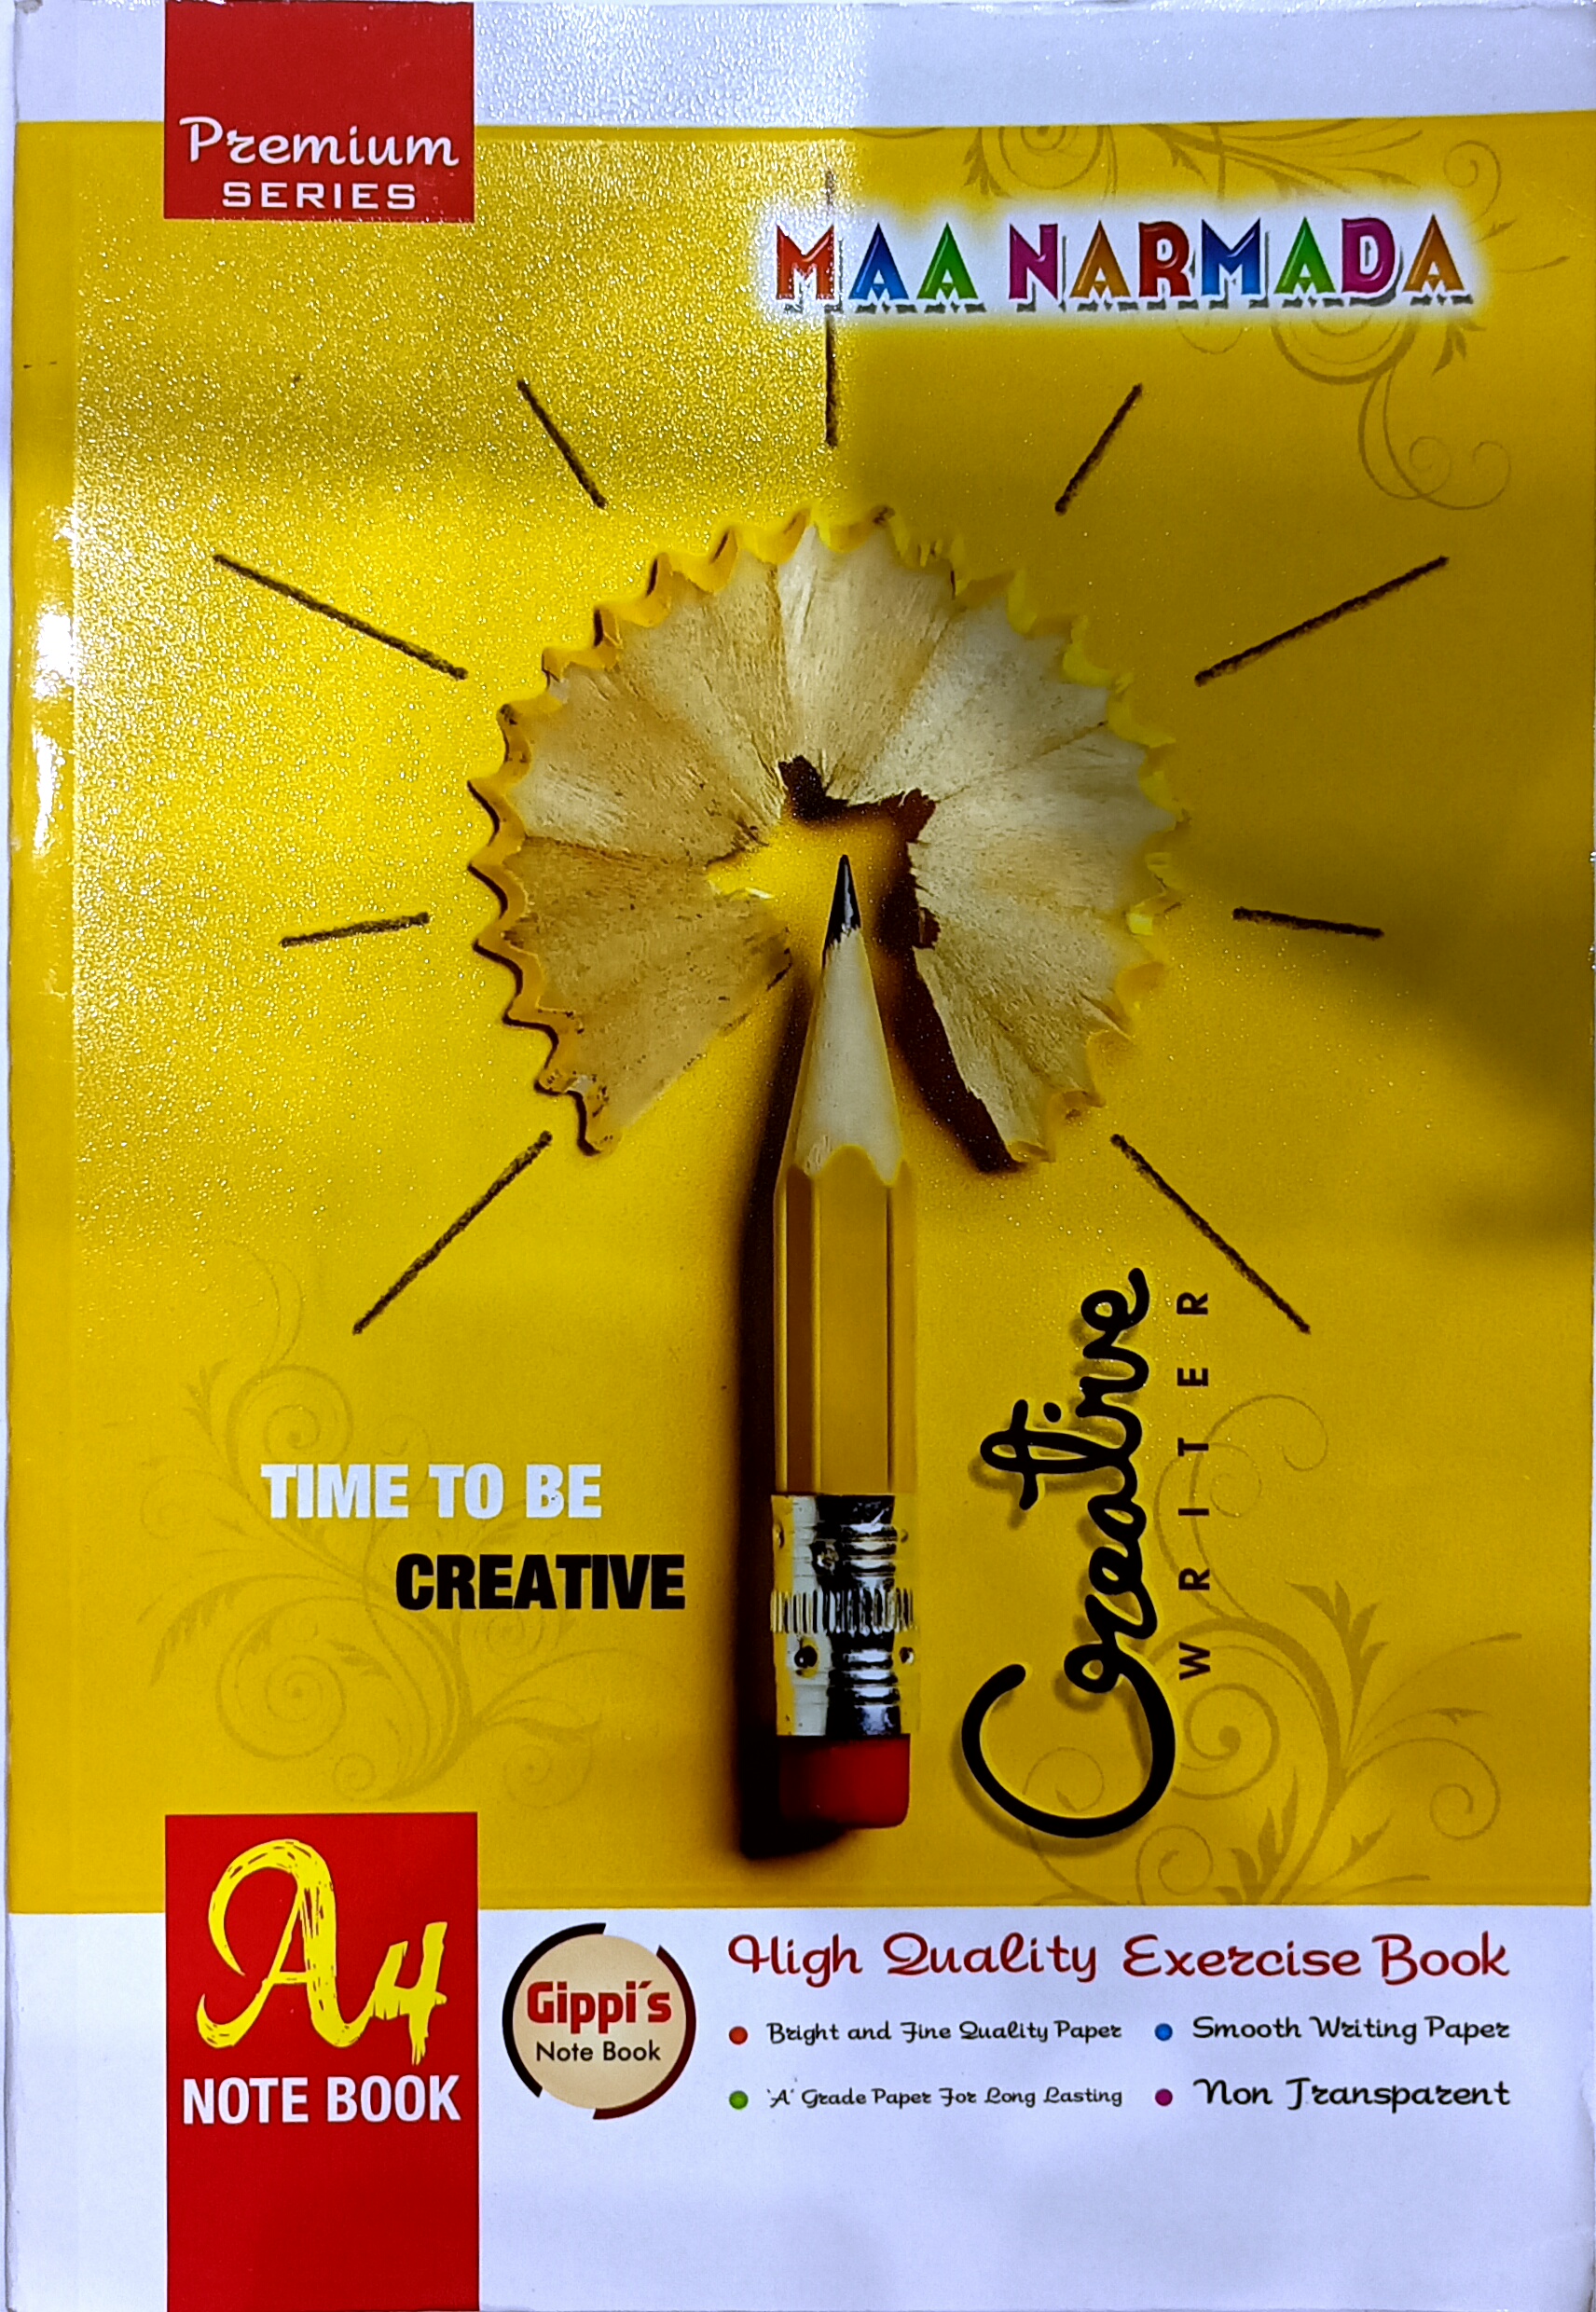 Premium
SERIES
MAA NARMADA
Creative
WRITER
TIME TO BE
CREATIVE
A4
NOTE BOOK
Gippi's
Note Book
High Quality Exercise Book
Bright and Fine Quality Paper
Smooth Writing Paper
'A' Grade Paper For Long Lasting
Non Transparent